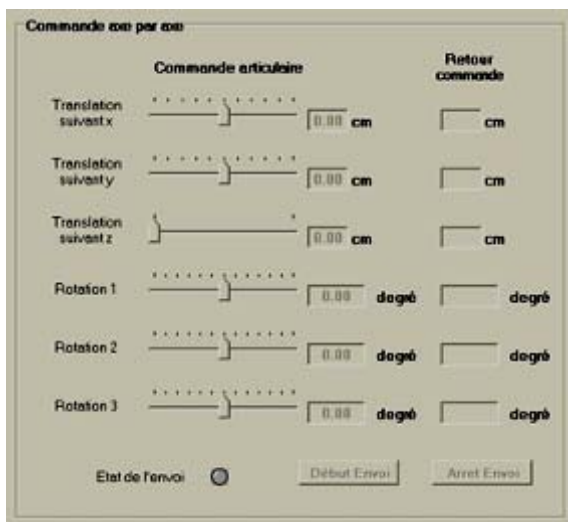 Commande axe par axe
Commande articulaire
Retour
commande
Translation
suivant x
0.00 cm
cm
Translation
suivant y
0.00 cm
cm
Translation
suivant z
0.00 cm
cm
Rotation 1
0.00 degré
degré
Rotation 2
0.00 degré
degré
Rotation 3
0.00 degré
degré
Etat de l'envoi
Début Envoi
Arret Envoi